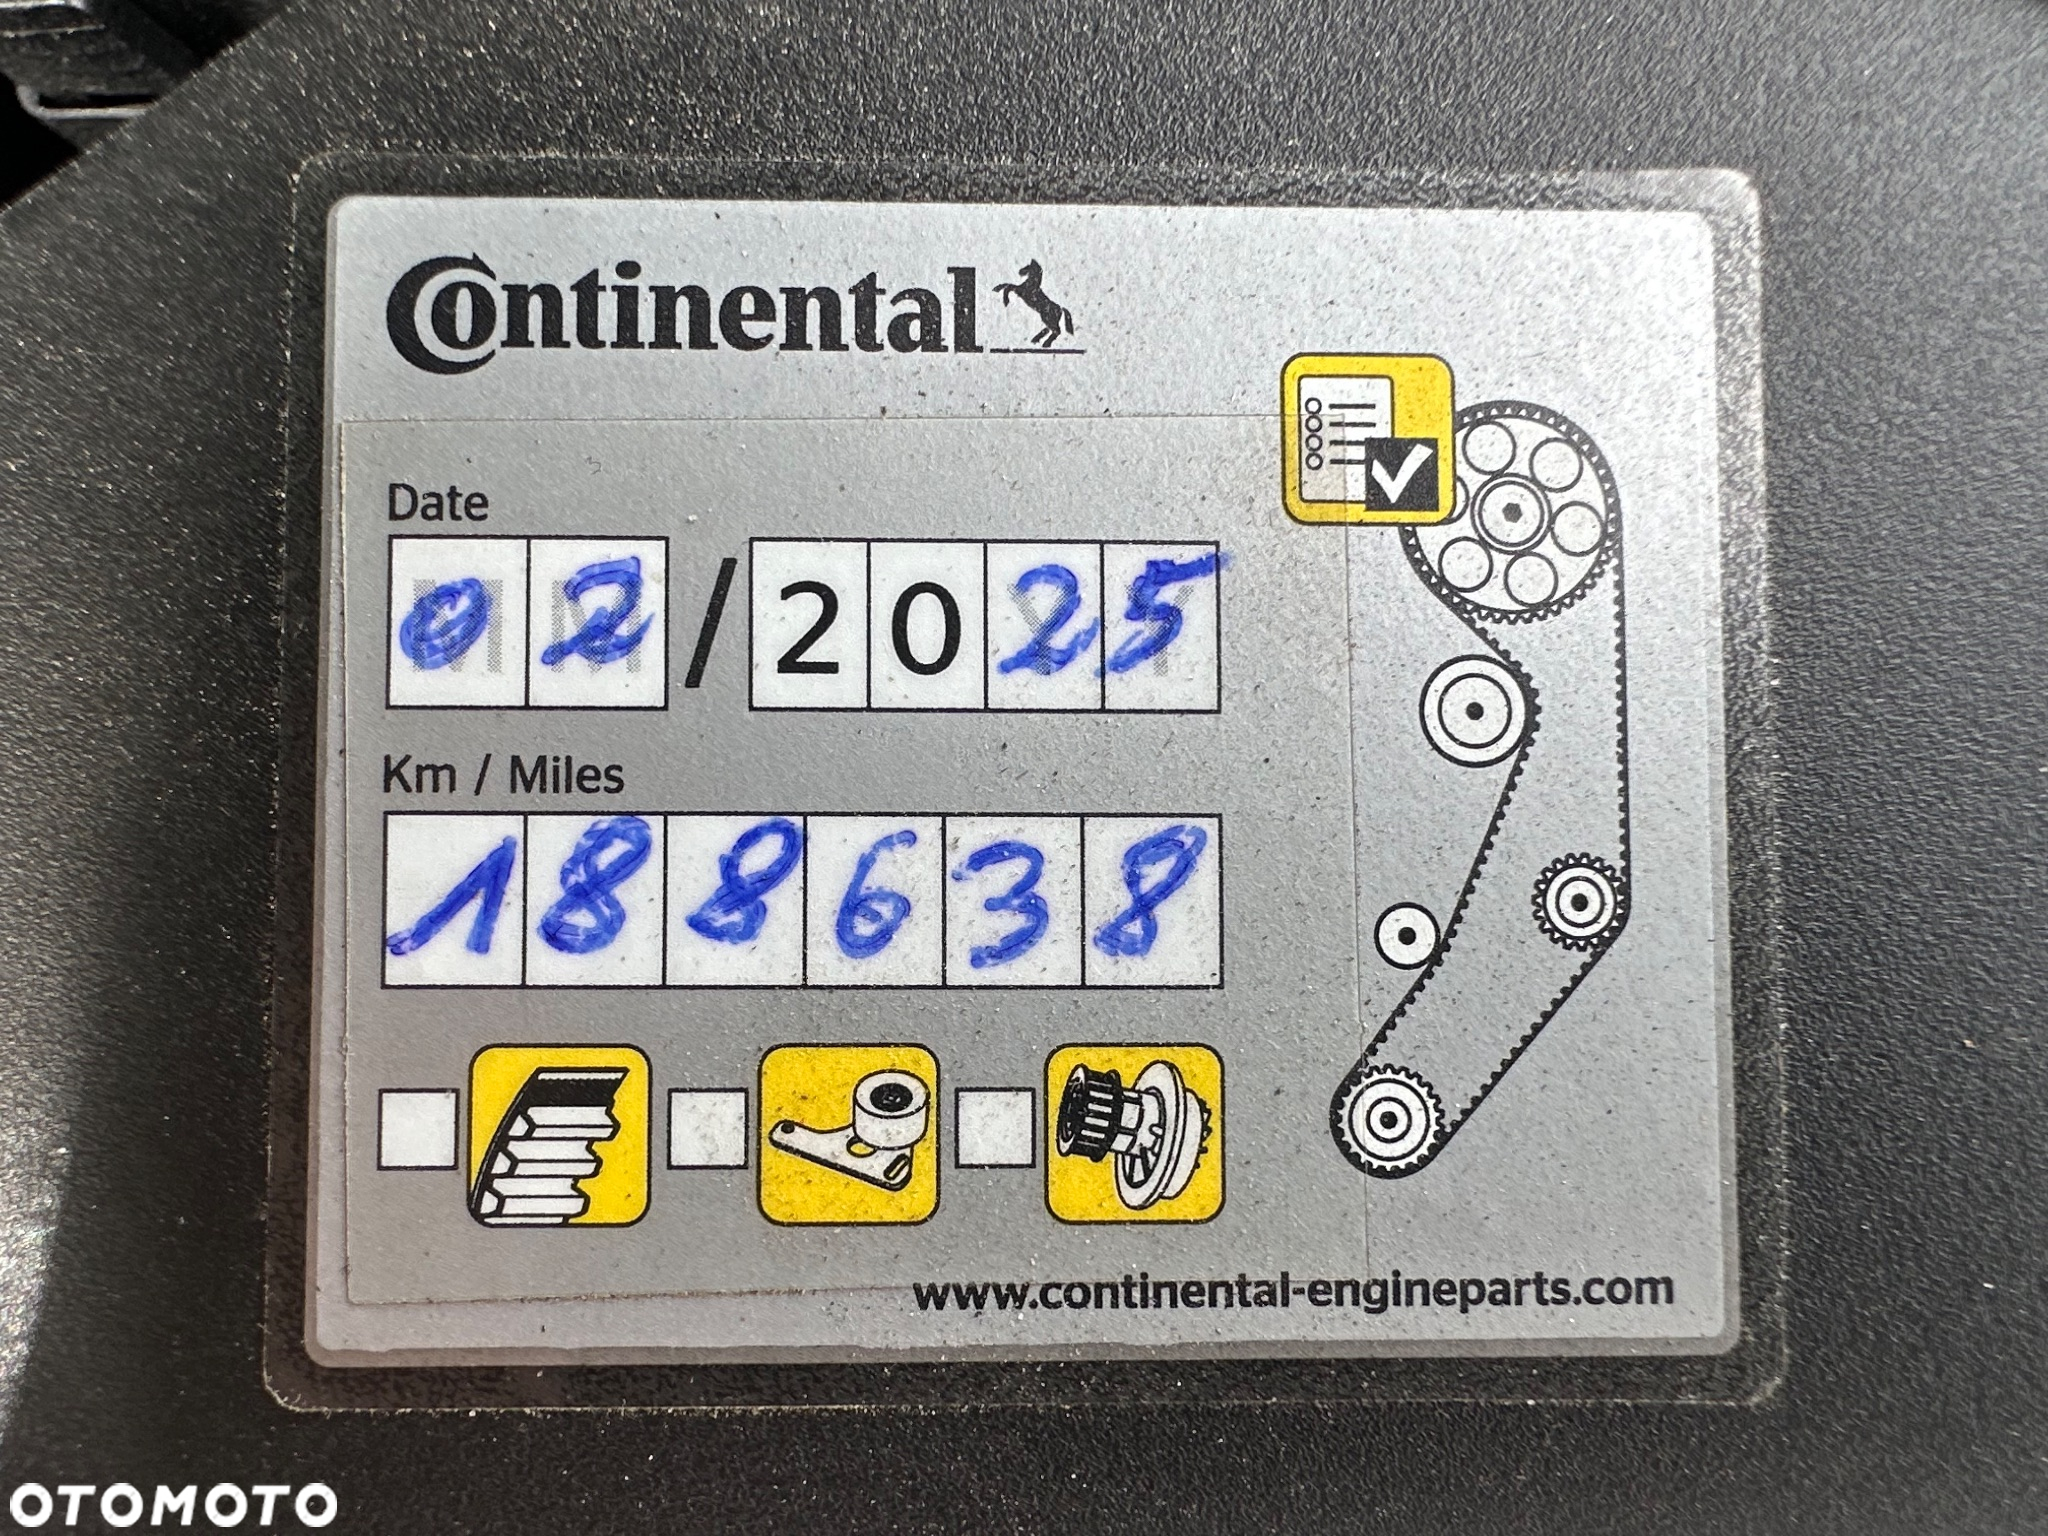 Continental
Date
02/2025
Km / Miles
188638
www.continental-engineparts.com
OTOMOTO